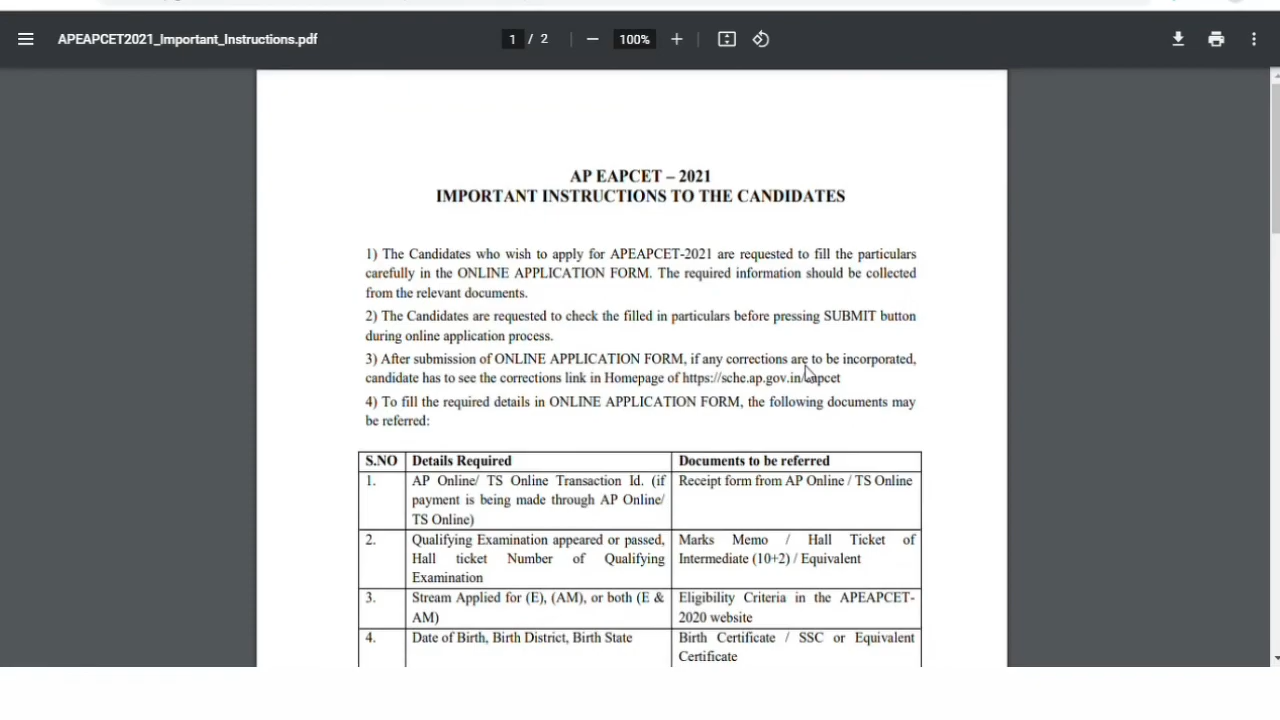 APEAPCET2021_Important_Instructions.pdf
1 / 2
100%
AP EAPCET – 2021
IMPORTANT INSTRUCTIONS TO THE CANDIDATES
1) The Candidates who wish to apply for APEAPCET-2021 are requested to fill the particulars
carefully in the ONLINE APPLICATION FORM. The required information should be collected
from the relevant documents.
2) The Candidates are requested to check the filled in particulars before pressing SUBMIT button
during online application process.
3) After submission of ONLINE APPLICATION FORM, if any corrections are to be incorporated,
candidate has to see the corrections link in Homepage of https://sche.ap.gov.in/eapcet
4) To fill the required details in ONLINE APPLICATION FORM, the following documents may
be referred:
S.NO Details Required Documents to be referred
1. AP Online/ TS Online Transaction Id. (if Receipt form from AP Online / TS Online
payment is being made through AP Online/
TS Online)
2. Qualifying Examination appeared or passed, Marks Memo / Hall Ticket of
Hall ticket Number of Qualifying Intermediate (10+2) / Equivalent
Examination
3. Stream Applied for (E), (AM), or both (E & Eligibility Criteria in the APEAPCET-
AM) 2020 website
4. Date of Birth, Birth District, Birth State Birth Certificate / SSC or Equivalent
Certificate